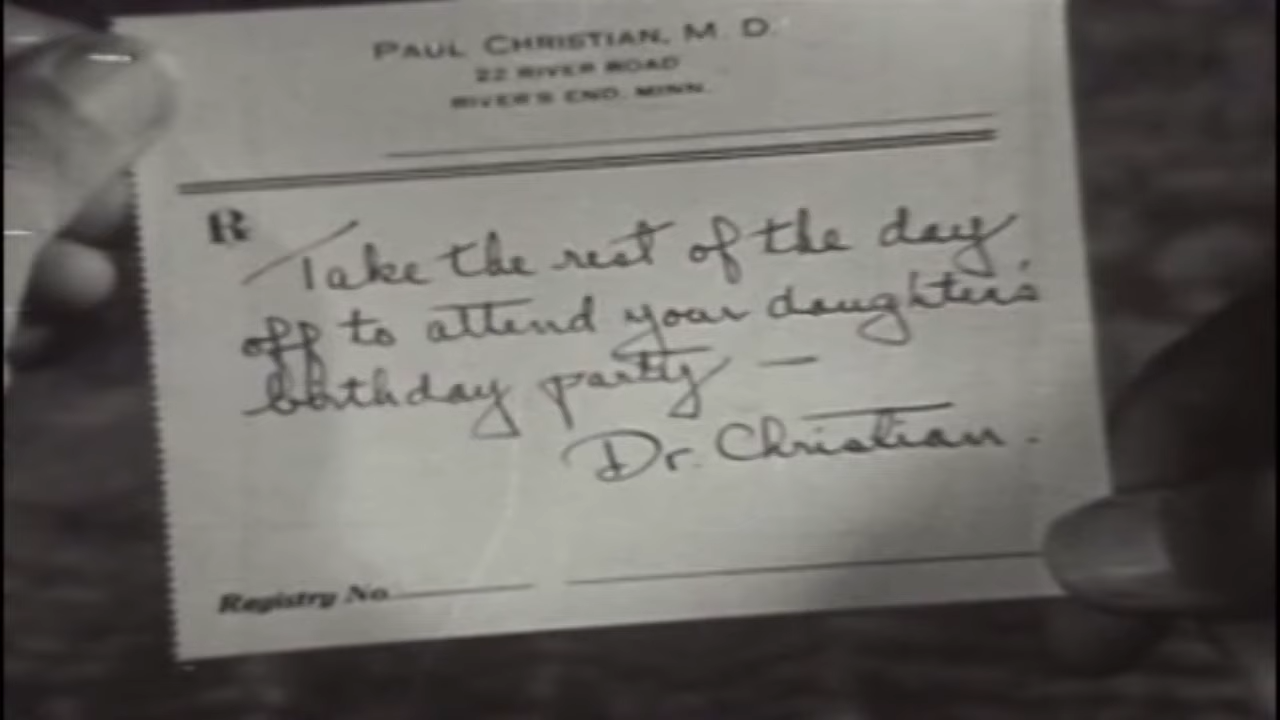 PAUL CHRISTIAN, M. D.
22 RIVER ROAD
RIVER'S END, MINN.
R
Take the rest of the day
off to attend your daughter's
birthday party —
Dr. Christian.
Registry No